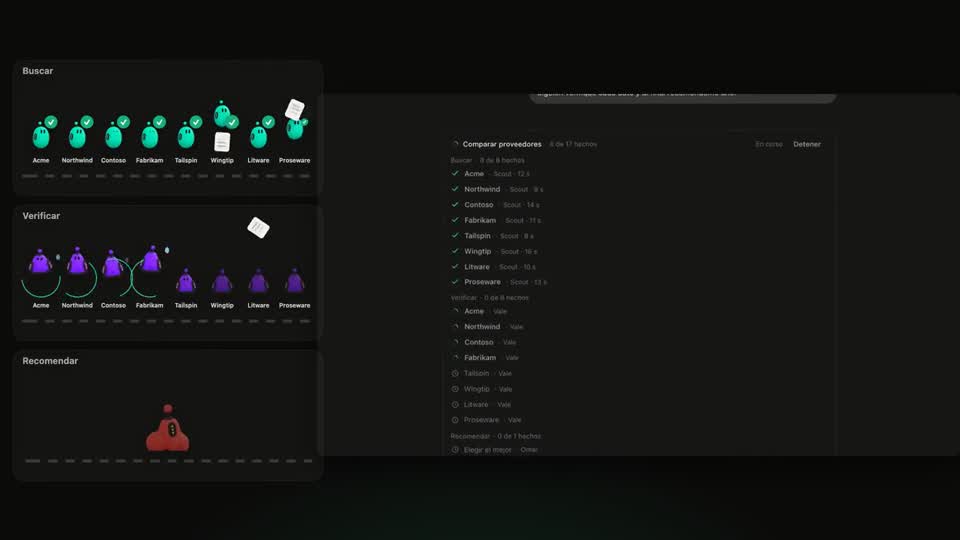 Buscar
Acme Northwind Contoso Fabrikam Tailspin Wingtip Litware Proseware
Verificar
Acme Northwind Contoso Fabrikam Tailspin Wingtip Litware Proseware
Recomendar
Comparar proveedores 8 de 17 hechos En curso Detener
Buscar · 8 de 8 hechos
Acme · Scout · 12 s
Northwind · Scout · 9 s
Contoso · Scout · 14 s
Fabrikam · Scout · 11 s
Tailspin · Scout · 8 s
Wingtip · Scout · 16 s
Litware · Scout · 10 s
Proseware · Scout · 13 s
Verificar · 0 de 8 hechos
Acme · Vale
Northwind · Vale
Contoso · Vale
Fabrikam · Vale
Tailspin · Vale
Wingtip · Vale
Litware · Vale
Proseware · Vale
Recomendar · 0 de 1 hechos
Elegir el mejor · Omar